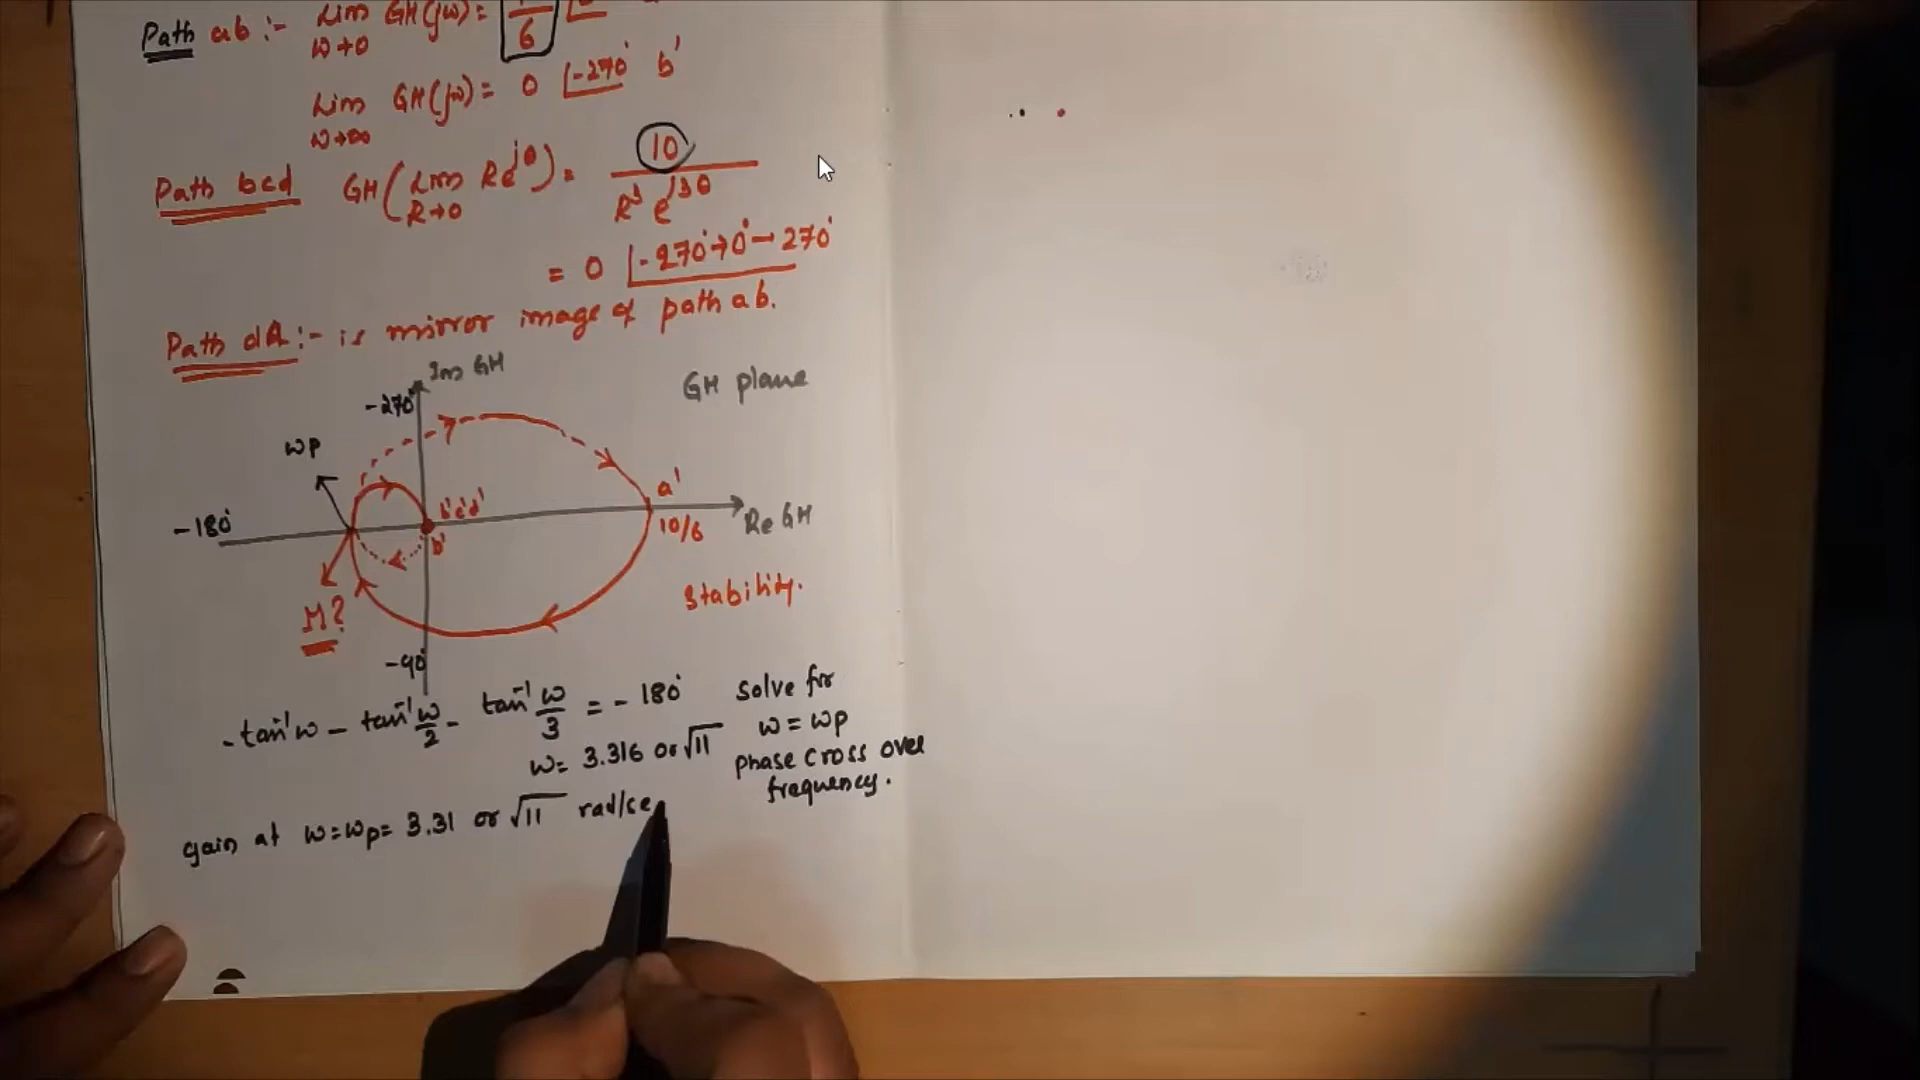 Path ab :- Lim GH(jω) =
ω→0 6
Lim GH(jω) = 0 ∠-270° b'
ω→∞
Path bcd GH(Lim Re^jθ) = 10
R→0 R³ e^j3θ
= 0 ∠-270°→0→270°
Path da :- is mirror image of path ab.
Im GH
GH plane
-270°
ωp
a'
b'c'd'
-180°
Re GH
10/6
b'
Stability.
M?
-90°
-tan⁻¹ω - tan⁻¹ω/2 - tan⁻¹ω/3 = -180° Solve for
ω = ωp
ω = 3.316 or √11 phase cross over
frequency.
gain at ω=ωp= 3.31 or √11 rad/se